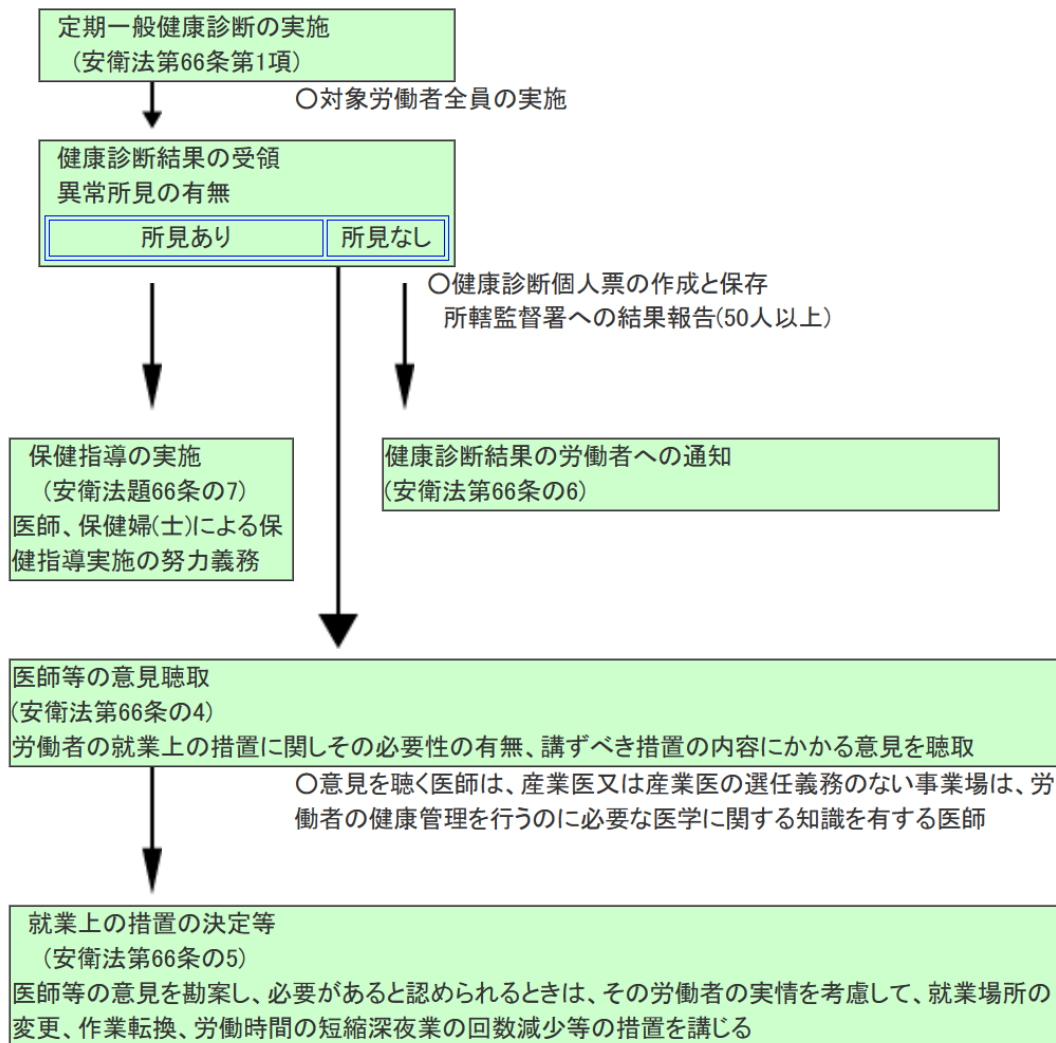 定期一般健康診断の実施
(安衛法第66条第1項)
○対象労働者全員の実施
健康診断結果の受領
異常所見の有無
所見あり
所見なし
○健康診断個人票の作成と保存
所轄監督署への結果報告(50人以上)
保健指導の実施
(安衛法題66条の7)
医師、保健婦(士)による保
健指導実施の努力義務
健康診断結果の労働者への通知
(安衛法第66条の6)
医師等の意見聴取
(安衛法第66条の4)
労働者の就業上の措置に関しその必要性の有無、講ずべき措置の内容にかかる意見を聴取
○意見を聴く医師は、産業医又は産業医の選任義務のない事業場は、労
働者の健康管理を行うのに必要な医学に関する知識を有する医師
就業上の措置の決定等
(安衛法第66条の5)
医師等の意見を勘案し、必要があると認められるときは、その労働者の実情を考慮して、就業場所の
変更、作業転換、労働時間の短縮深夜業の回数減少等の措置を講じる